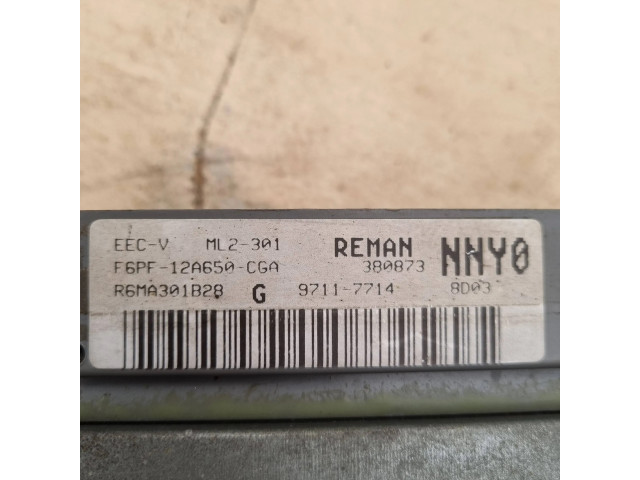 EEC-V ML2-301 REMAN NNY0
F6PF-12A650-CGA 380873
R6MA301B28 G 9711-7714 8D03